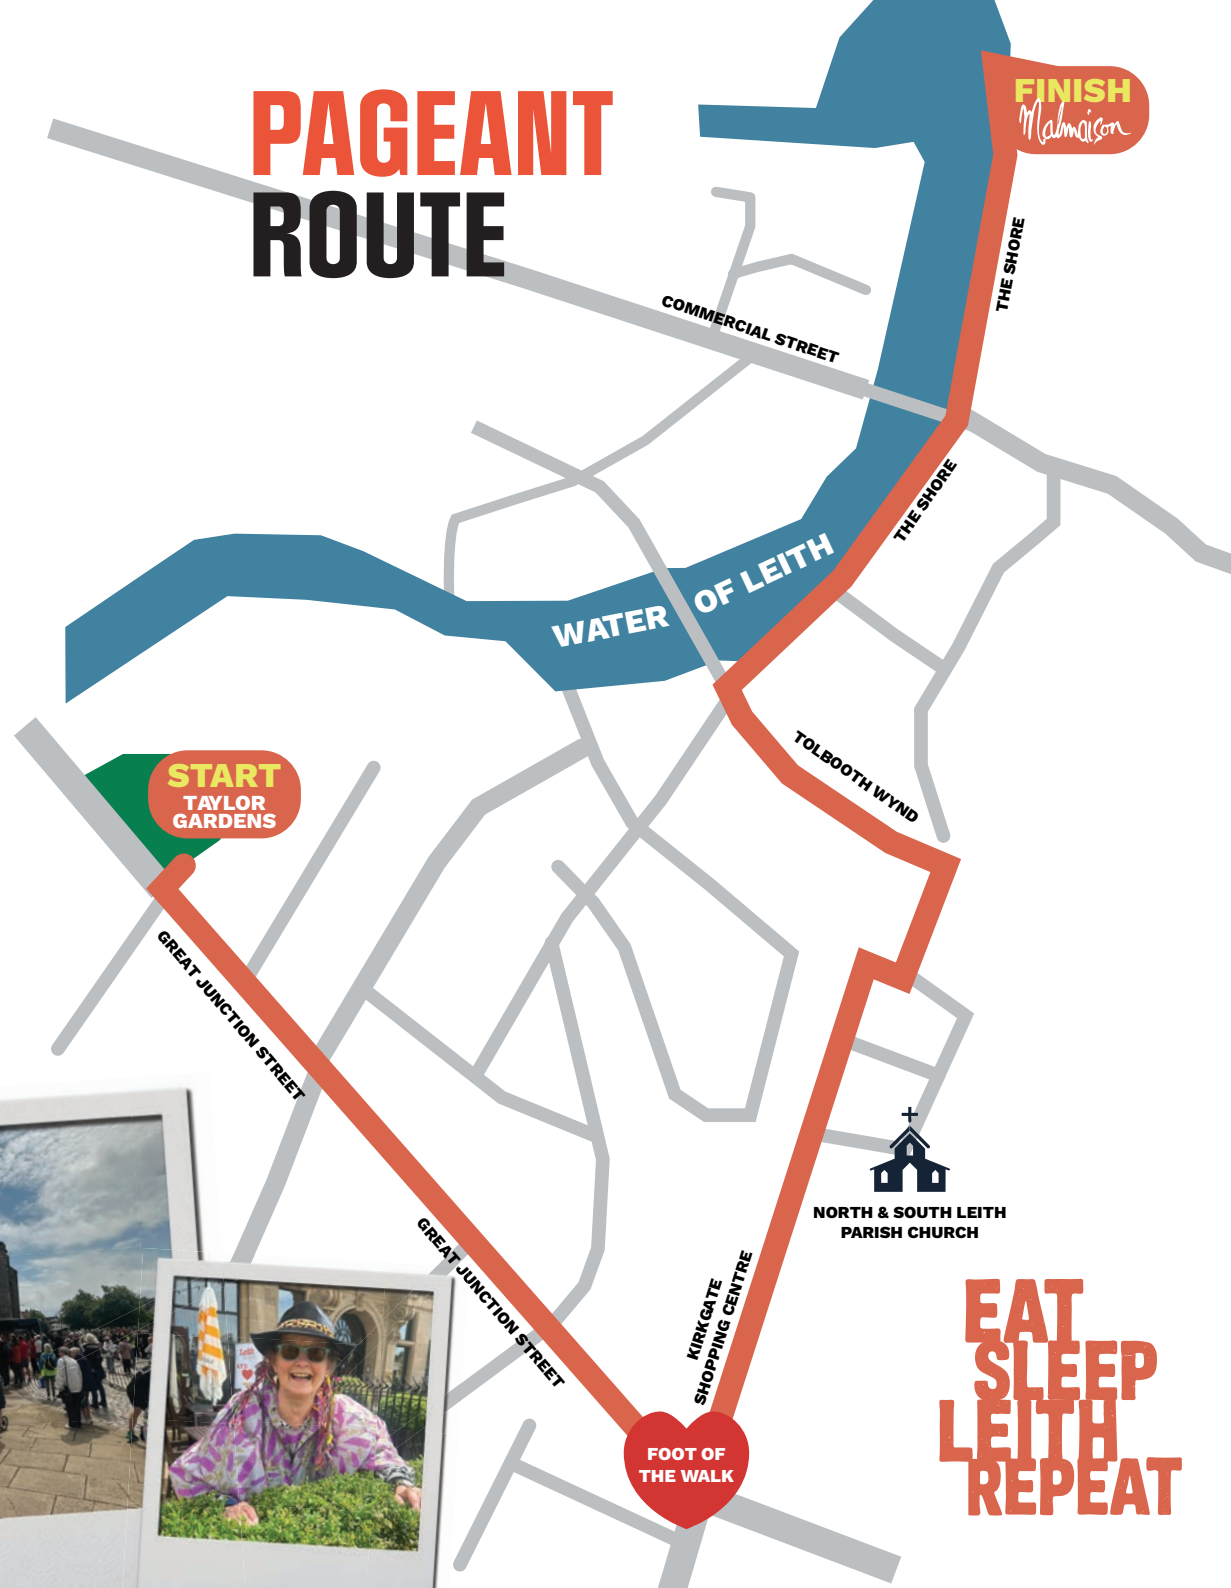 PAGEANT
ROUTE
FINISH
Malmaison
THE SHORE
COMMERCIAL STREET
THE SHORE
WATER OF LEITH
START
TAYLOR
GARDENS
TOLBOOTH WYND
GREAT JUNCTION STREET
NORTH & SOUTH LEITH
PARISH CHURCH
GREAT JUNCTION STREET
KIRKGATE
SHOPPING CENTRE
FOOT OF
THE WALK
EAT
SLEEP
LEITH
REPEAT